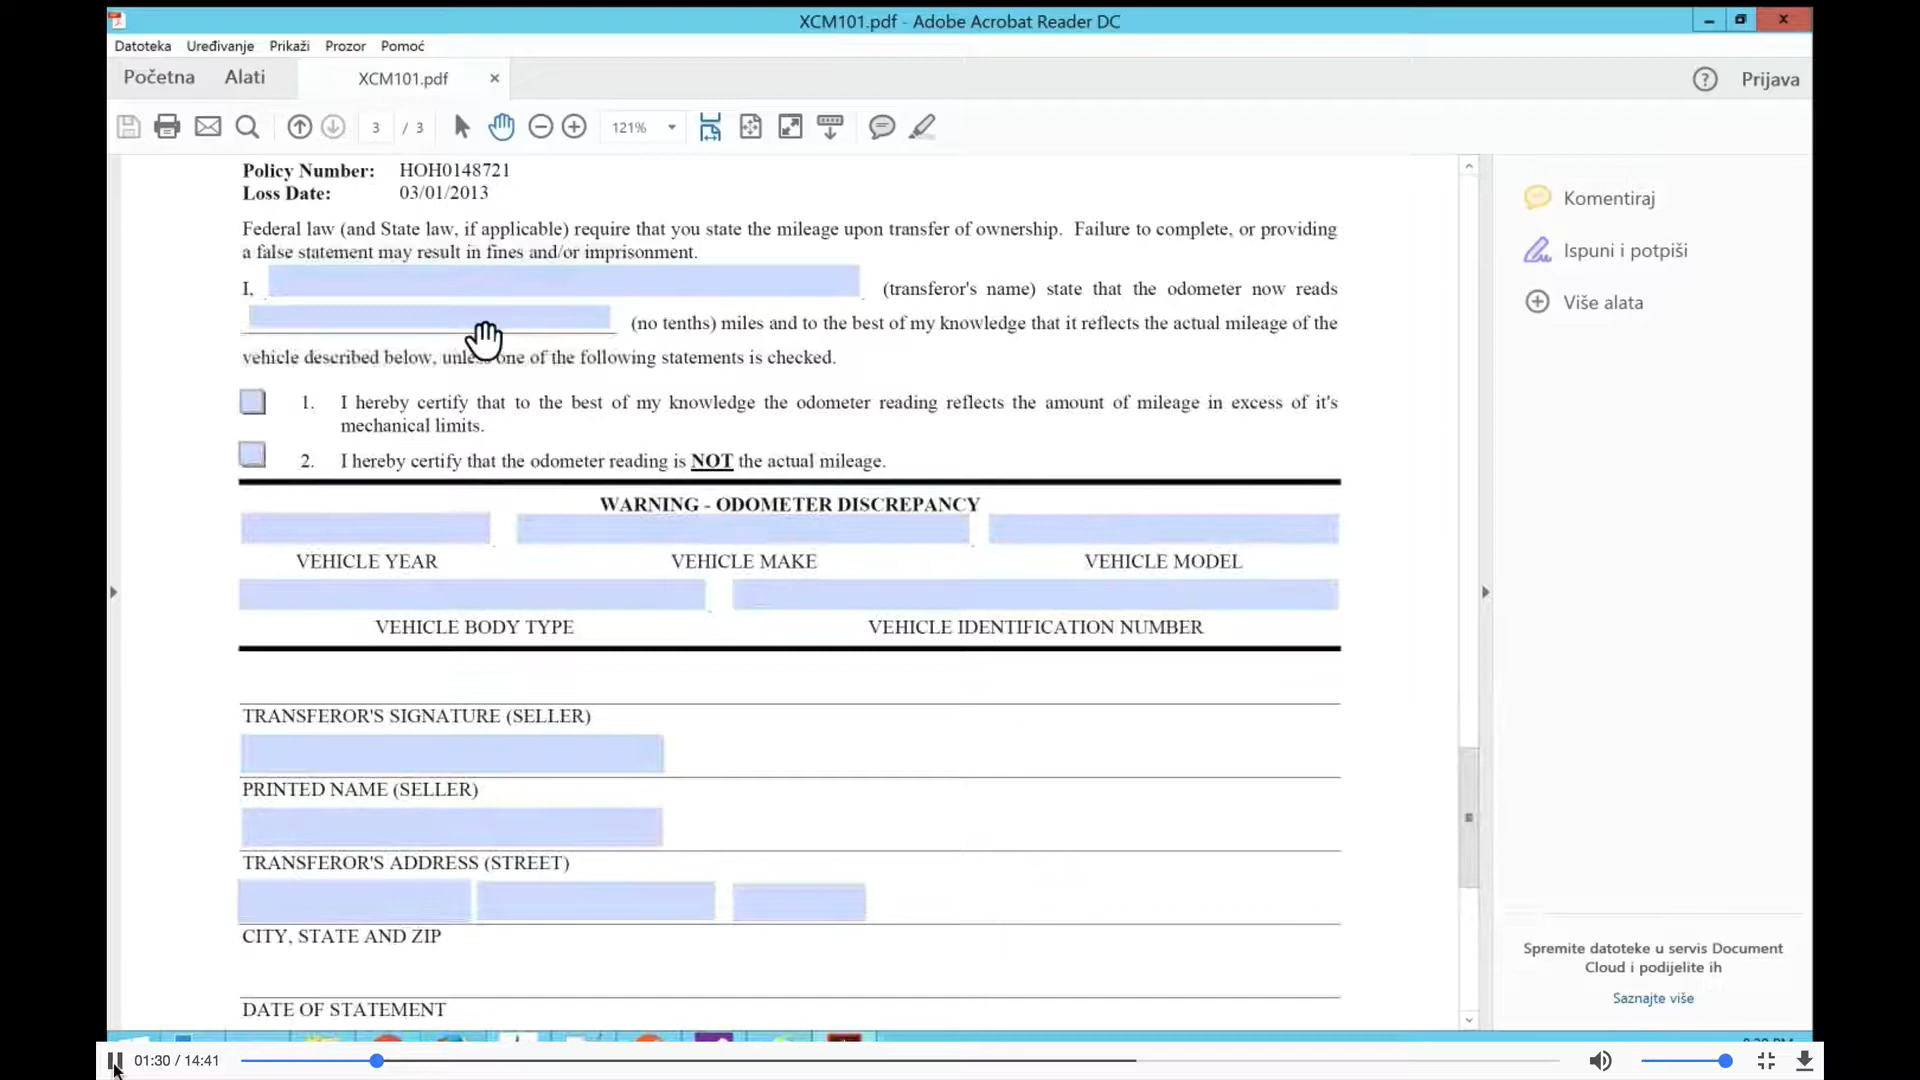 XCM101.pdf - Adobe Acrobat Reader DC
Datoteka Uređivanje Prikaži Prozor Pomoć
Početna Alati XCM101.pdf Prijava
3 / 3 121%
Policy Number: HOH0148721
Loss Date: 03/01/2013
Federal law (and State law, if applicable) require that you state the mileage upon transfer of ownership. Failure to complete, or providing
a false statement may result in fines and/or imprisonment.
I, (transferor's name) state that the odometer now reads
(no tenths) miles and to the best of my knowledge that it reflects the actual mileage of the
vehicle described below, unless one of the following statements is checked.
1. I hereby certify that to the best of my knowledge the odometer reading reflects the amount of mileage in excess of it's
mechanical limits.
2. I hereby certify that the odometer reading is NOT the actual mileage.
WARNING - ODOMETER DISCREPANCY
VEHICLE YEAR VEHICLE MAKE VEHICLE MODEL
VEHICLE BODY TYPE VEHICLE IDENTIFICATION NUMBER
TRANSFEROR'S SIGNATURE (SELLER)
PRINTED NAME (SELLER)
TRANSFEROR'S ADDRESS (STREET)
CITY, STATE AND ZIP
DATE OF STATEMENT
Komentiraj
Ispuni i potpiši
Više alata
Spremite datoteke u servis Document
Cloud i podijelite ih
Saznajte više
01:30 / 14:41